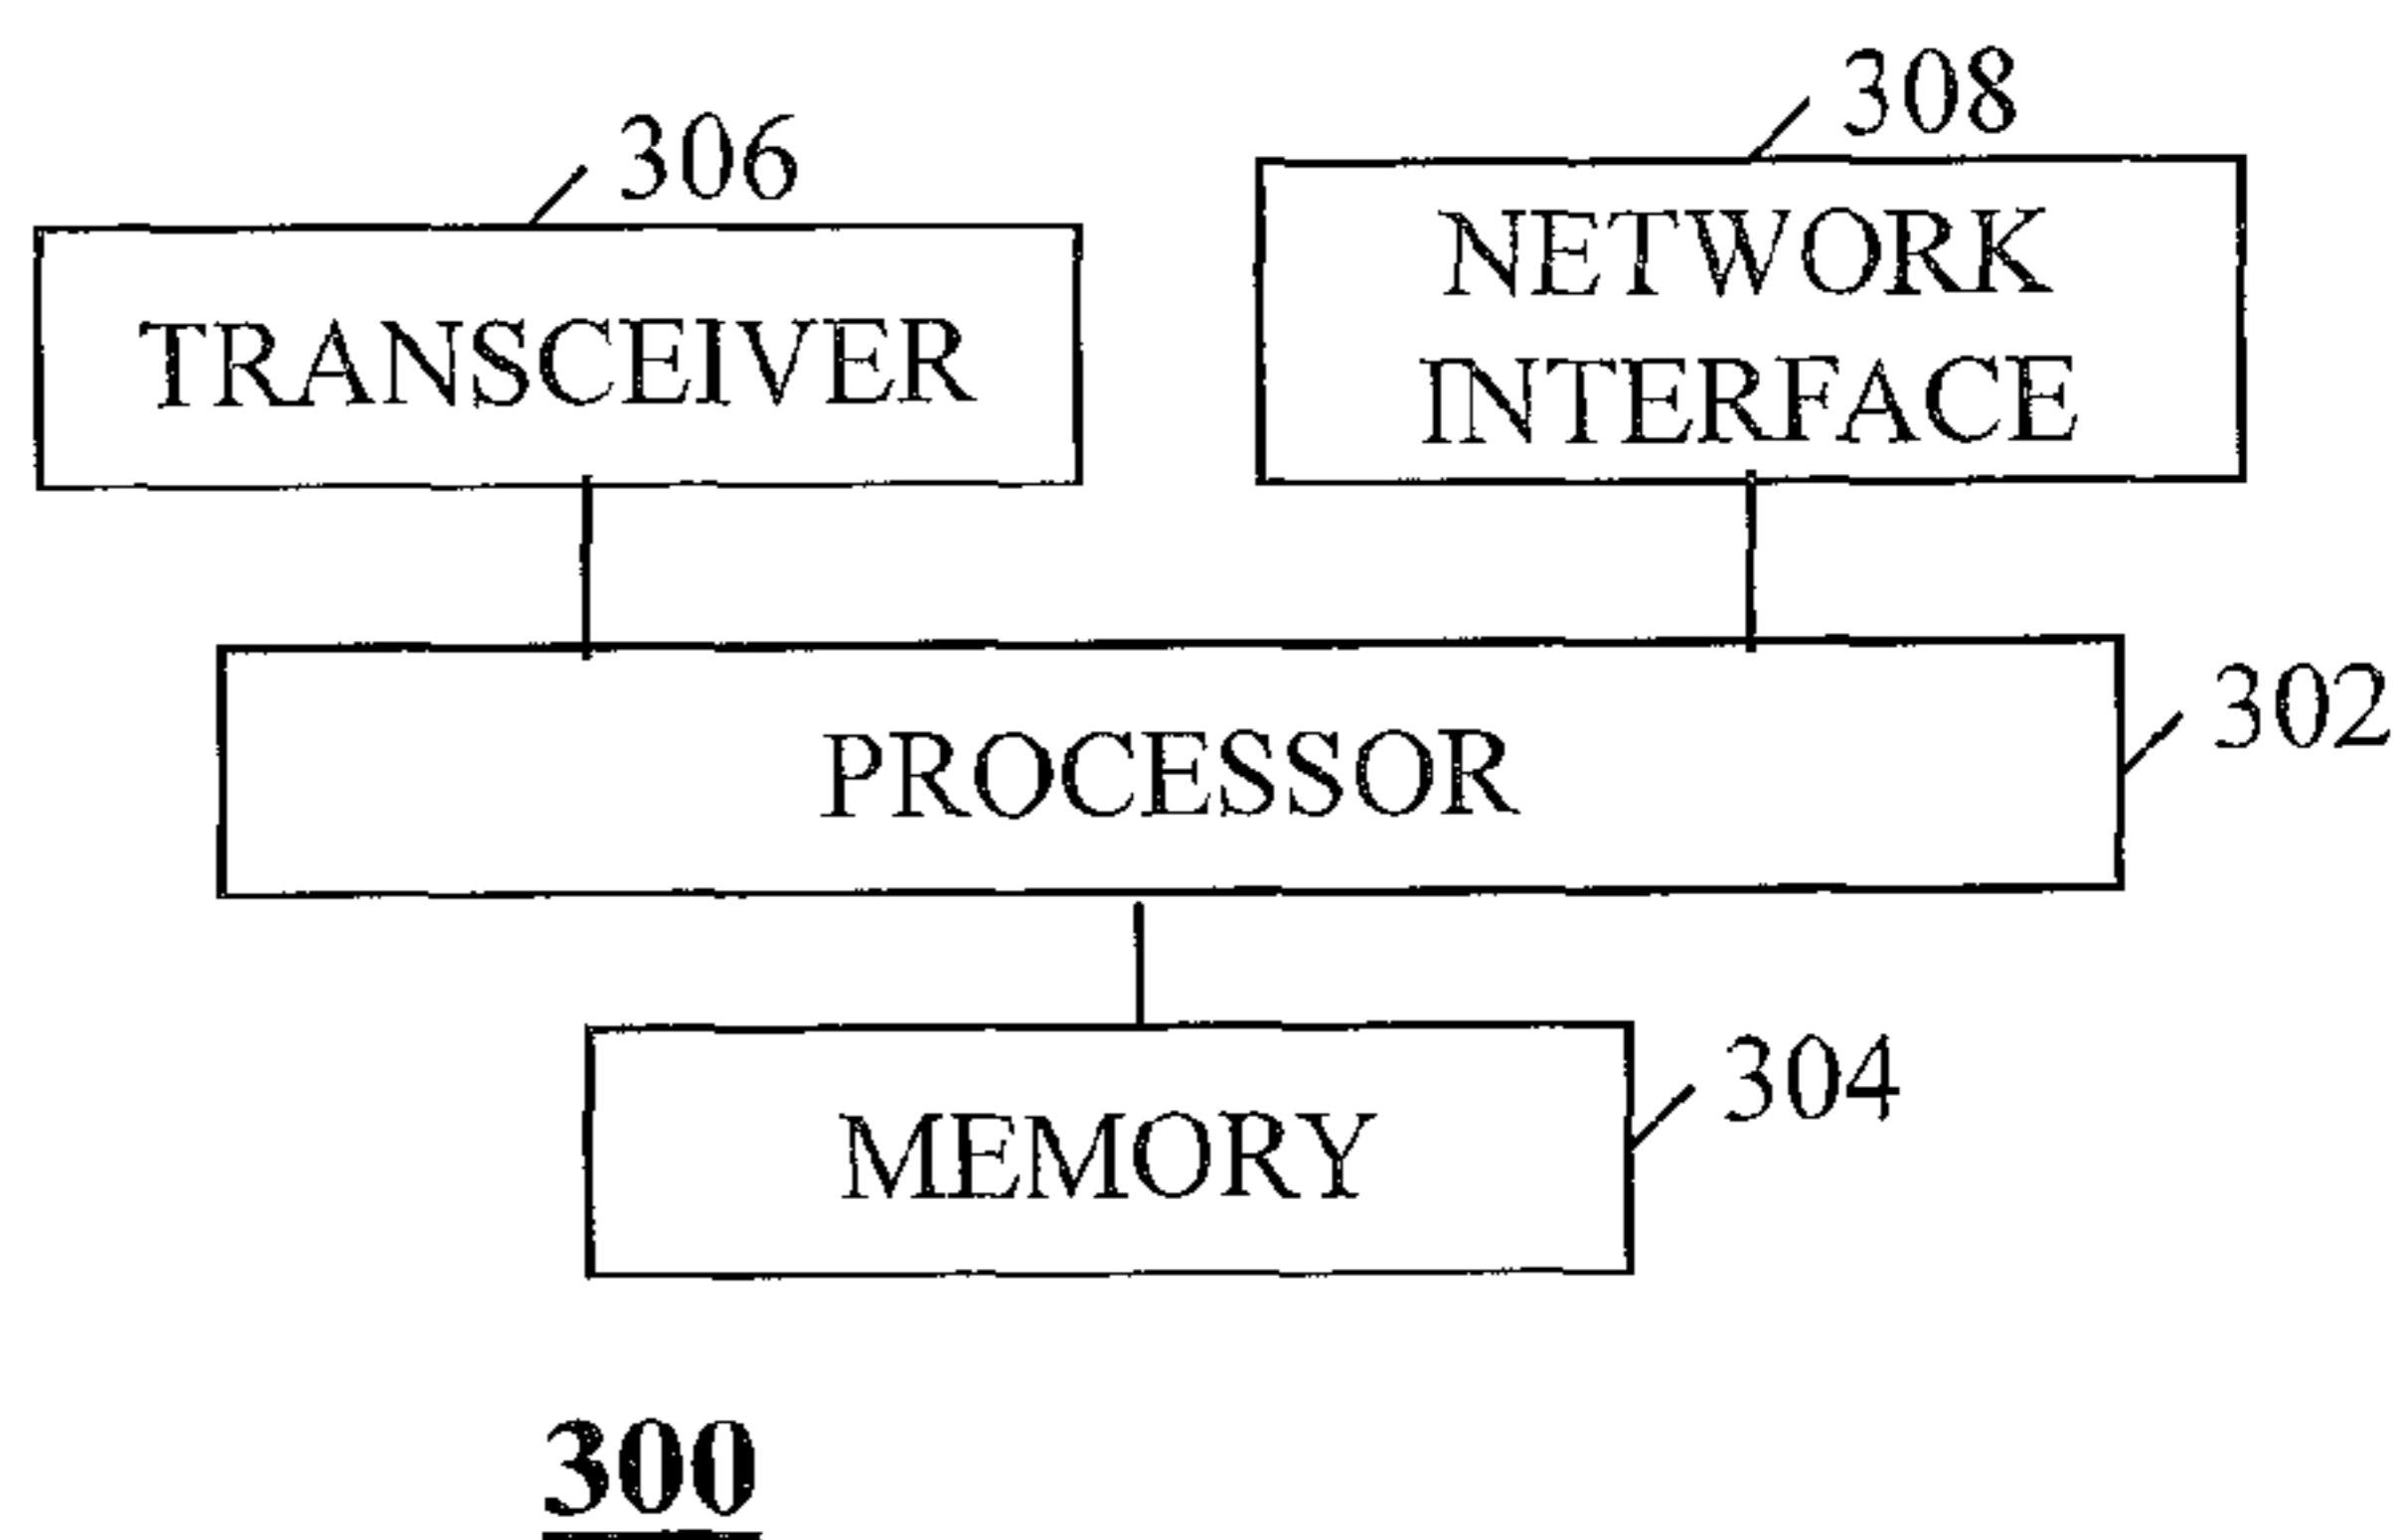 308
306
NETWORK
TRANSCEIVER
INTERFACE
302
PROCESSOR
304
MEMORY
300